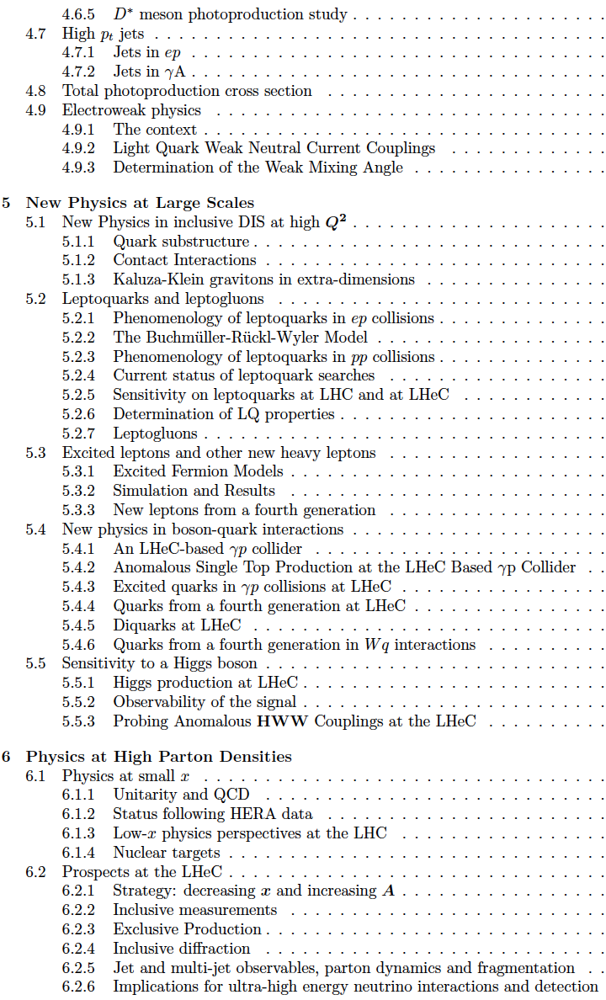 4.6.5 D* meson photoproduction study . . . . . . . . . . . . . . . . . . . . .
4.7 High pt jets . . . . . . . . . . . . . . . . . . . . . . . . . . . . . . . . . . . . .
4.7.1 Jets in ep . . . . . . . . . . . . . . . . . . . . . . . . . . . . . . . . . .
4.7.2 Jets in γA . . . . . . . . . . . . . . . . . . . . . . . . . . . . . . . . . .
4.8 Total photoproduction cross section . . . . . . . . . . . . . . . . . . . . . . .
4.9 Electroweak physics . . . . . . . . . . . . . . . . . . . . . . . . . . . . . . . .
4.9.1 The context . . . . . . . . . . . . . . . . . . . . . . . . . . . . . . . . .
4.9.2 Light Quark Weak Neutral Current Couplings . . . . . . . . . . . . .
4.9.3 Determination of the Weak Mixing Angle . . . . . . . . . . . . . . . .
5 New Physics at Large Scales
5.1 New Physics in inclusive DIS at high Q² . . . . . . . . . . . . . . . . . . . . .
5.1.1 Quark substructure . . . . . . . . . . . . . . . . . . . . . . . . . . . . .
5.1.2 Contact Interactions . . . . . . . . . . . . . . . . . . . . . . . . . . . .
5.1.3 Kaluza-Klein gravitons in extra-dimensions . . . . . . . . . . . . . . .
5.2 Leptoquarks and leptogluons . . . . . . . . . . . . . . . . . . . . . . . . . . .
5.2.1 Phenomenology of leptoquarks in ep collisions . . . . . . . . . . . . . .
5.2.2 The Buchmüller-Rückl-Wyler Model . . . . . . . . . . . . . . . . . . .
5.2.3 Phenomenology of leptoquarks in pp collisions . . . . . . . . . . . . . .
5.2.4 Current status of leptoquark searches . . . . . . . . . . . . . . . . . .
5.2.5 Sensitivity on leptoquarks at LHC and at LHeC . . . . . . . . . . . .
5.2.6 Determination of LQ properties . . . . . . . . . . . . . . . . . . . . . .
5.2.7 Leptogluons . . . . . . . . . . . . . . . . . . . . . . . . . . . . . . . . .
5.3 Excited leptons and other new heavy leptons . . . . . . . . . . . . . . . . . .
5.3.1 Excited Fermion Models . . . . . . . . . . . . . . . . . . . . . . . . . .
5.3.2 Simulation and Results . . . . . . . . . . . . . . . . . . . . . . . . . .
5.3.3 New leptons from a fourth generation . . . . . . . . . . . . . . . . . .
5.4 New physics in boson-quark interactions . . . . . . . . . . . . . . . . . . . . .
5.4.1 An LHeC-based γp collider . . . . . . . . . . . . . . . . . . . . . . . . .
5.4.2 Anomalous Single Top Production at the LHeC Based γp Collider . .
5.4.3 Excited quarks in γp collisions at LHeC . . . . . . . . . . . . . . . . .
5.4.4 Quarks from a fourth generation at LHeC . . . . . . . . . . . . . . . .
5.4.5 Diquarks at LHeC . . . . . . . . . . . . . . . . . . . . . . . . . . . . .
5.4.6 Quarks from a fourth generation in Wq interactions . . . . . . . . . .
5.5 Sensitivity to a Higgs boson . . . . . . . . . . . . . . . . . . . . . . . . . . . .
5.5.1 Higgs production at LHeC . . . . . . . . . . . . . . . . . . . . . . . . .
5.5.2 Observability of the signal . . . . . . . . . . . . . . . . . . . . . . . . .
5.5.3 Probing Anomalous HWW Couplings at the LHeC . . . . . . . . . .
6 Physics at High Parton Densities
6.1 Physics at small x . . . . . . . . . . . . . . . . . . . . . . . . . . . . . . . . .
6.1.1 Unitarity and QCD . . . . . . . . . . . . . . . . . . . . . . . . . . . .
6.1.2 Status following HERA data . . . . . . . . . . . . . . . . . . . . . . .
6.1.3 Low-x physics perspectives at the LHC . . . . . . . . . . . . . . . . .
6.1.4 Nuclear targets . . . . . . . . . . . . . . . . . . . . . . . . . . . . . . .
6.2 Prospects at the LHeC . . . . . . . . . . . . . . . . . . . . . . . . . . . . . . .
6.2.1 Strategy: decreasing x and increasing A . . . . . . . . . . . . . . . . .
6.2.2 Inclusive measurements . . . . . . . . . . . . . . . . . . . . . . . . . .
6.2.3 Exclusive Production . . . . . . . . . . . . . . . . . . . . . . . . . . . .
6.2.4 Inclusive diffraction . . . . . . . . . . . . . . . . . . . . . . . . . . . .
6.2.5 Jet and multi-jet observables, parton dynamics and fragmentation . .
6.2.6 Implications for ultra-high energy neutrino interactions and detection